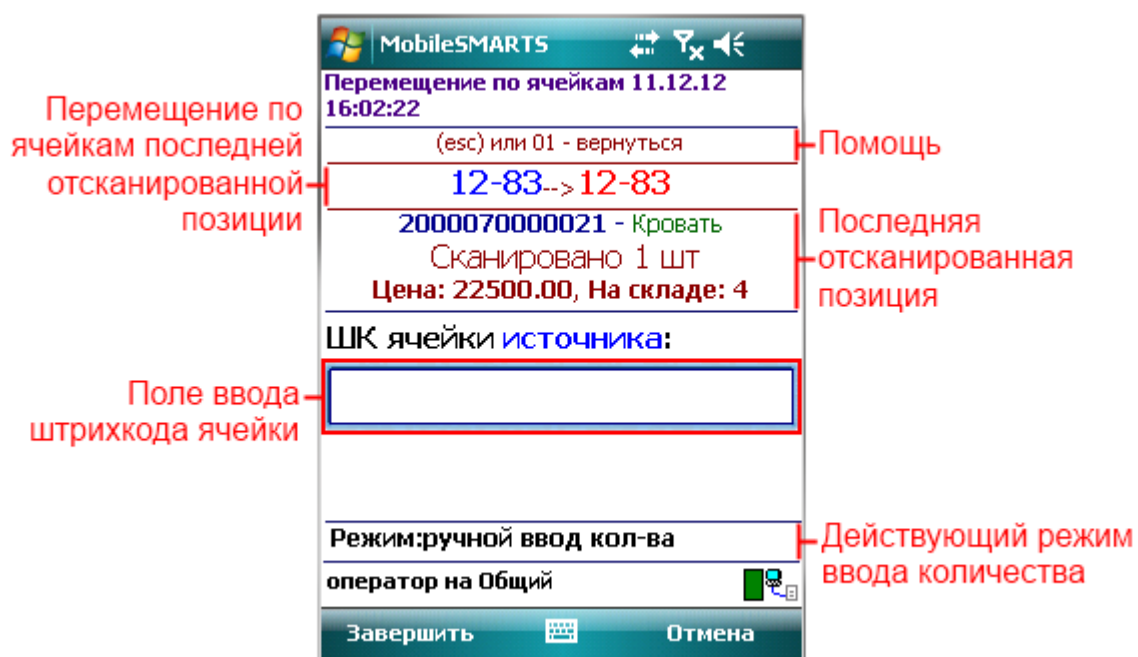 MobileSMARTS
Перемещение по ячейкам 11.12.12
16:02:22
(esc) или 01 - вернуться
12-83-->12-83
2000070000021 - Кровать
Сканировано 1 шт
Цена: 22500.00, На складе: 4
ШК ячейки источника:
Режим:ручной ввод кол-ва
оператор на Общий
Завершить
Отмена
Перемещение по
ячейкам последней
отсканированной
позиции
Поле ввода
штрихкода ячейки
Помощь
Последняя
отсканированная
позиция
Действующий режим
ввода количества